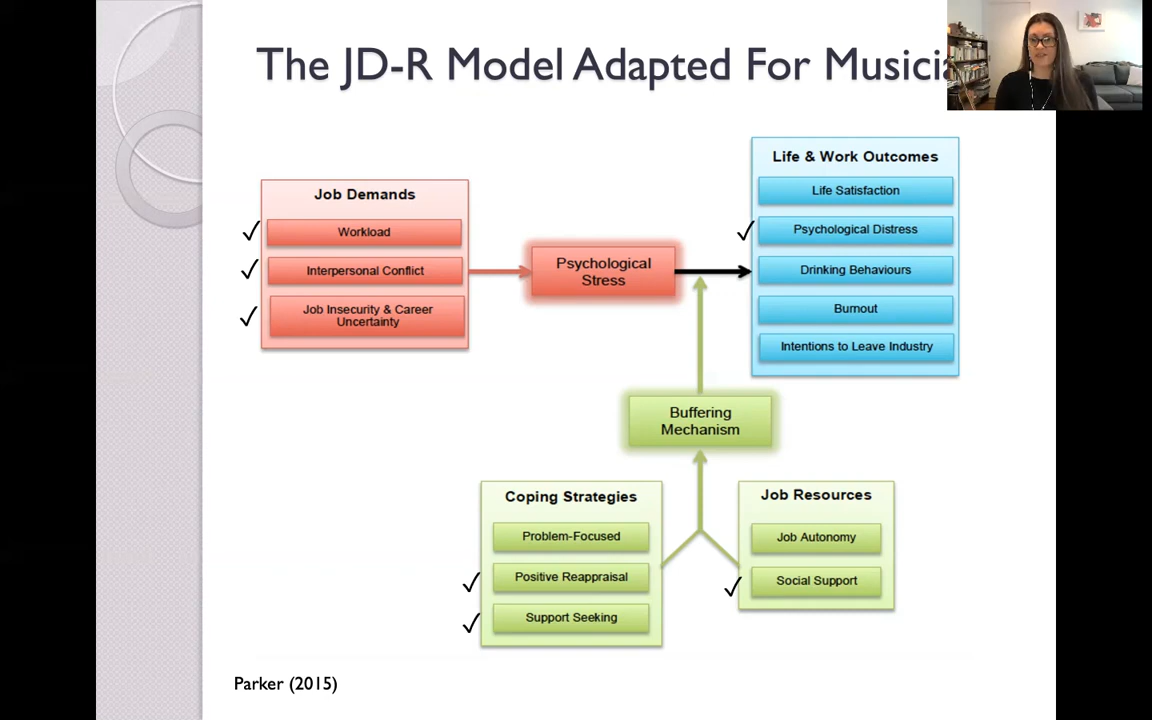 The JD-R Model Adapted For
Job Demands
Workload
Interpersonal Conflict
Job Insecurity & Career
Uncertainty
Psychological
Stress
Life & Work Outcomes
Life Satisfaction
Psychological Distress
Drinking Behaviours
Burnout
Intentions to Leave Industry
Buffering
Mechanism
Coping Strategies
Problem-Focused
Positive Reappraisal
Support Seeking
Job Resources
Job Autonomy
Social Support
Parker (2015)